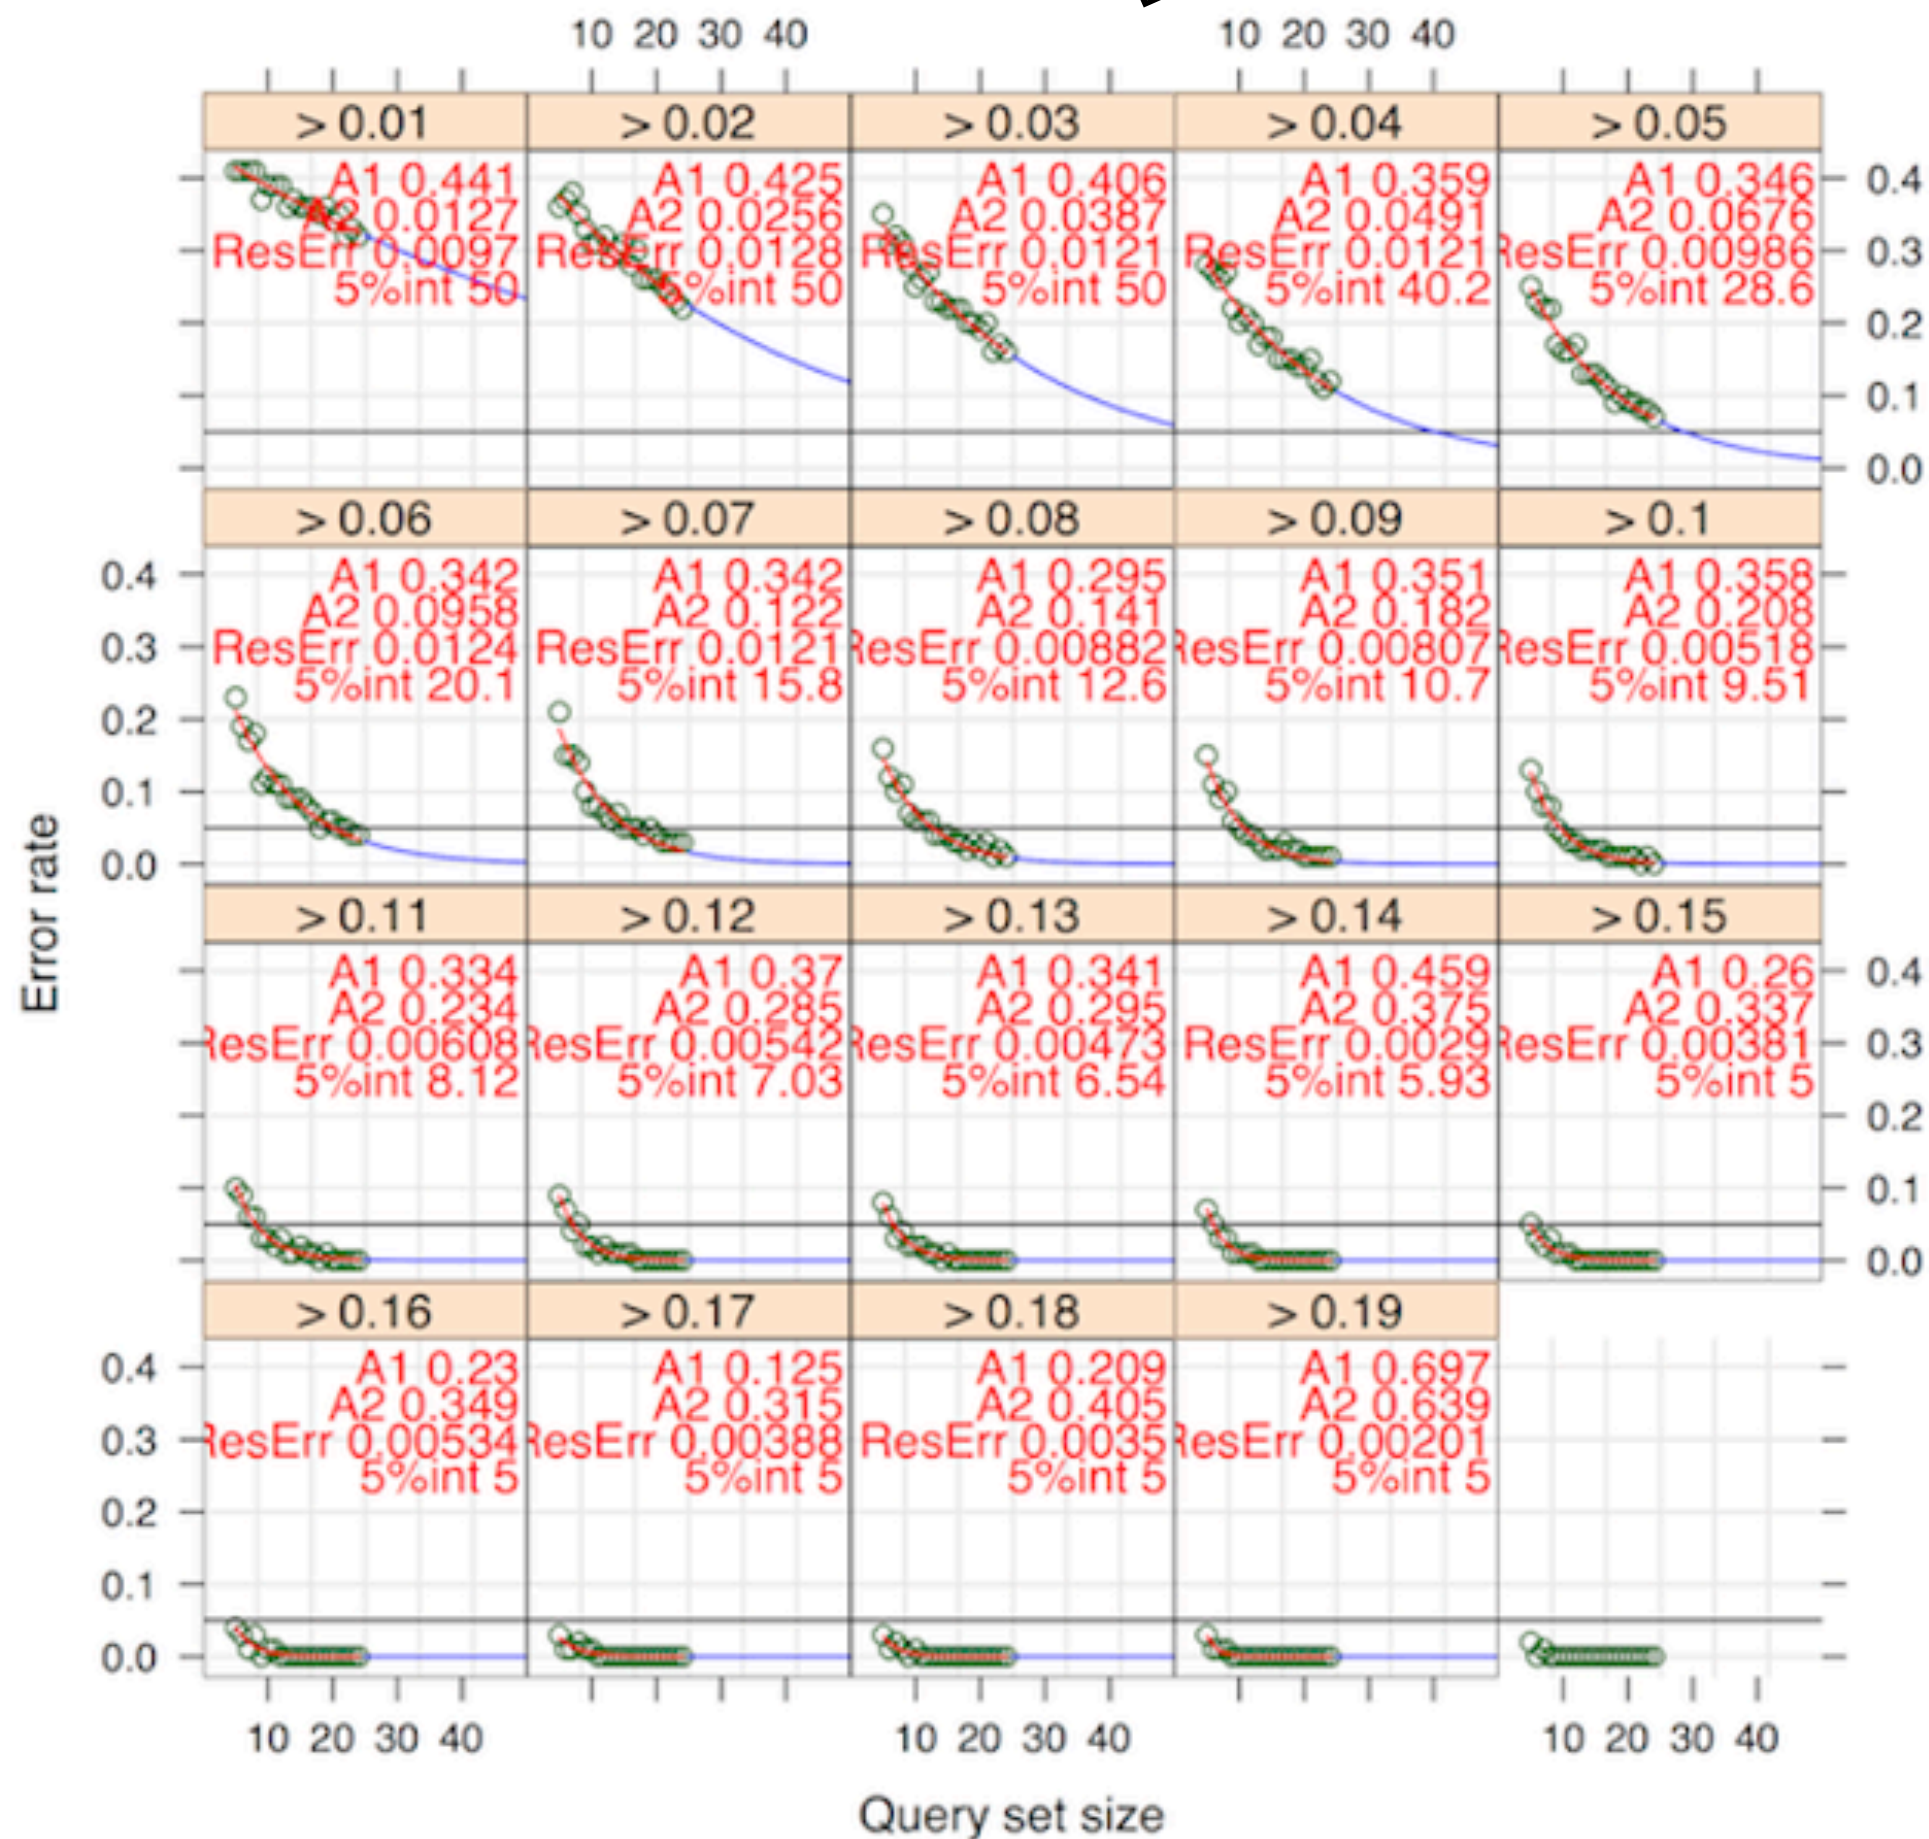 10 20 30 40 10 20 30 40
> 0.01 > 0.02 > 0.03 > 0.04 > 0.05
A1 0.441 A1 0.425 A1 0.406 A1 0.359 A1 0.346 0.4
A2 0.0127 A2 0.0256 A2 0.0387 A2 0.0491 A2 0.0676
ResErr 0.0097 ResErr 0.0128 ResErr 0.0121 ResErr 0.0121 ResErr 0.00986 0.3
5%int 50 5%int 50 5%int 50 5%int 40.2 5%int 28.6
0.2
0.1
0.0
> 0.06 > 0.07 > 0.08 > 0.09 > 0.1
0.4 A1 0.342 A1 0.342 A1 0.295 A1 0.351 A1 0.358
A2 0.0958 A2 0.122 A2 0.141 A2 0.182 A2 0.208
0.3 ResErr 0.0124 ResErr 0.0121 ResErr 0.00882 ResErr 0.00807 ResErr 0.00518
5%int 20.1 5%int 15.8 5%int 12.6 5%int 10.7 5%int 9.51
0.2
0.1
0.0
Error rate
> 0.11 > 0.12 > 0.13 > 0.14 > 0.15
A1 0.334 A1 0.37 A1 0.341 A1 0.459 A1 0.26 0.4
A2 0.234 A2 0.285 A2 0.295 A2 0.375 A2 0.337
ResErr 0.00608 ResErr 0.00542 ResErr 0.00473 ResErr 0.0029 ResErr 0.00381 0.3
5%int 8.12 5%int 7.03 5%int 6.54 5%int 5.93 5%int 5
0.2
0.1
0.0
> 0.16 > 0.17 > 0.18 > 0.19
0.4 A1 0.23 A1 0.125 A1 0.209 A1 0.697
A2 0.349 A2 0.315 A2 0.405 A2 0.639
0.3 ResErr 0.00534 ResErr 0.00388 ResErr 0.0035 ResErr 0.00201
5%int 5 5%int 5 5%int 5 5%int 5
0.2
0.1
0.0
10 20 30 40 10 20 30 40 10 20 30 40
Query set size